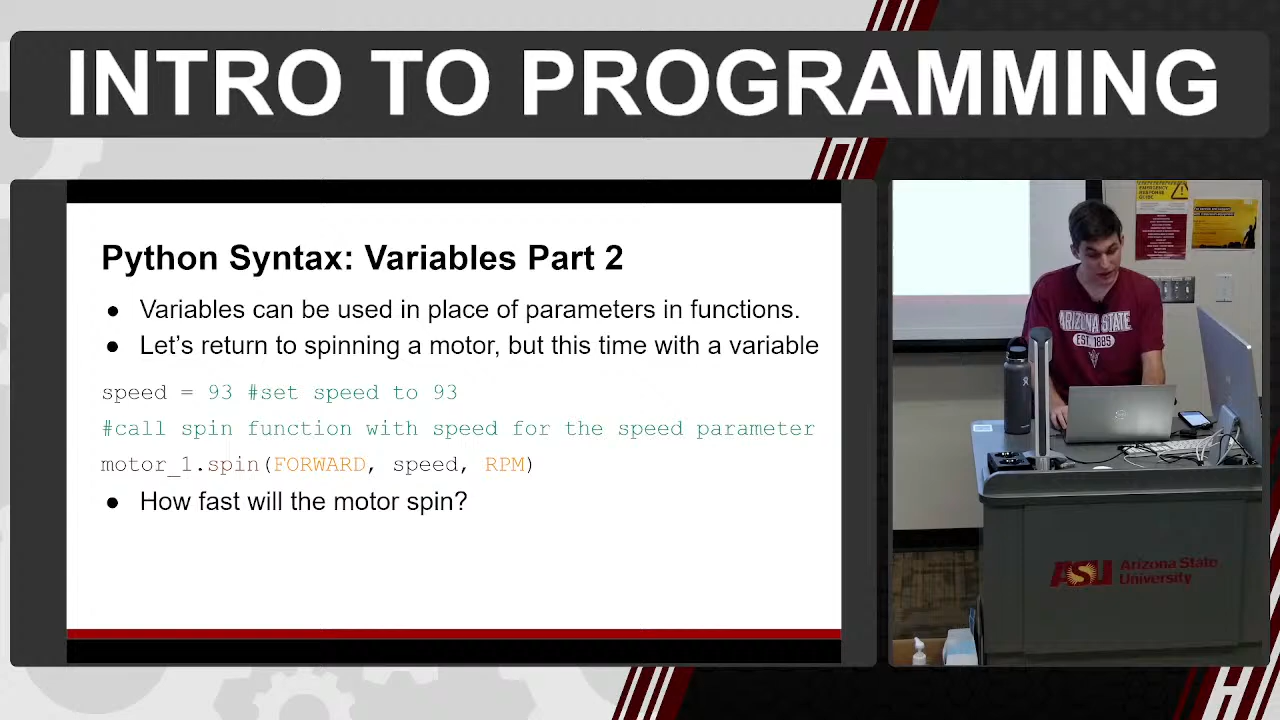 INTRO TO PROGRAMMING
Python Syntax: Variables Part 2
● Variables can be used in place of parameters in functions.
● Let’s return to spinning a motor, but this time with a variable
speed = 93 #set speed to 93
#call spin function with speed for the speed parameter
motor_1.spin(FORWARD, speed, RPM)
● How fast will the motor spin?
ARIZONA STATE
EST. 1885
ASU Arizona State
University